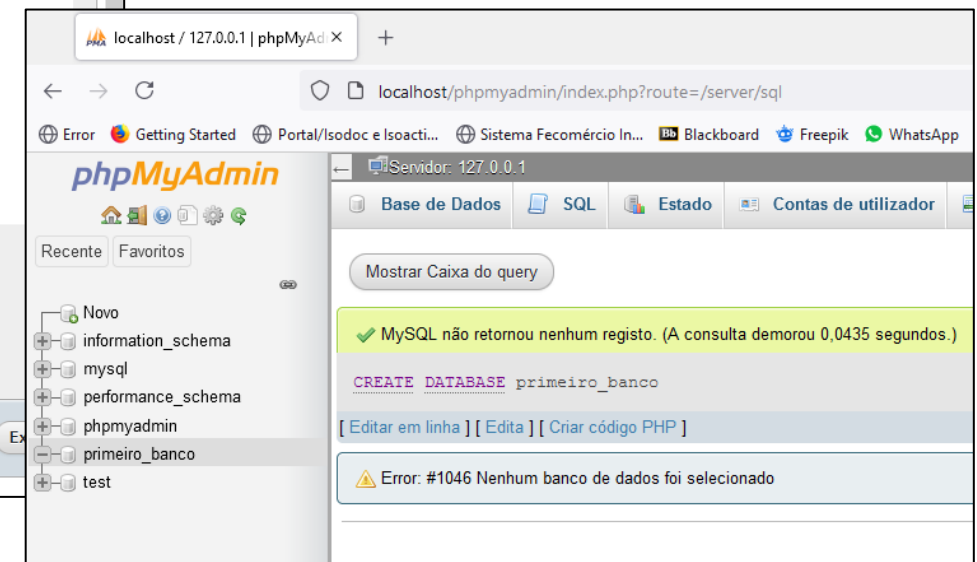 localhost / 127.0.0.1 | phpMyAd
localhost/phpmyadmin/index.php?route=/server/sql
Error Getting Started Portal/Isodoc e Isoacti... Sistema Fecomércio In... Bb Blackboard Freepik WhatsApp
phpMyAdmin
Recente Favoritos
Novo
information_schema
mysql
performance_schema
phpmyadmin
primeiro_banco
test
Ex
Servidor: 127.0.0.1
Base de Dados SQL Estado Contas de utilizador
Mostrar Caixa do query
MySQL não retornou nenhum registo. (A consulta demorou 0,0435 segundos.)
CREATE DATABASE primeiro_banco
[ Editar em linha ] [ Edita ] [ Criar código PHP ]
Error: #1046 Nenhum banco de dados foi selecionado